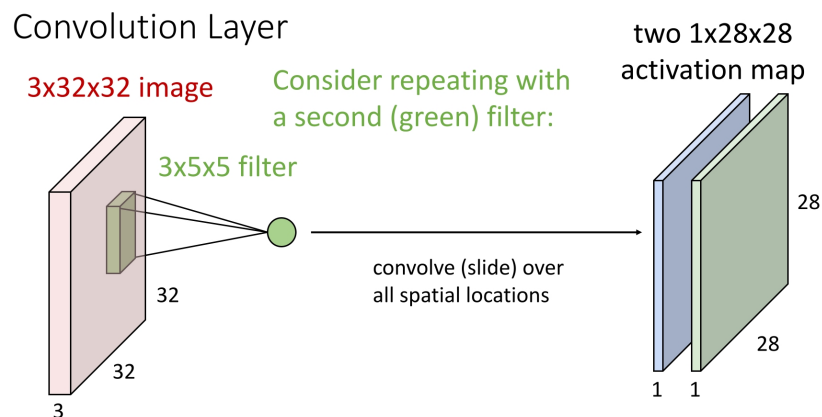 Convolution Layer
two 1x28x28
activation map
3x32x32 image
Consider repeating with
a second (green) filter:
3x5x5 filter
convolve (slide) over
all spatial locations
32
32
3
28
28
1
1